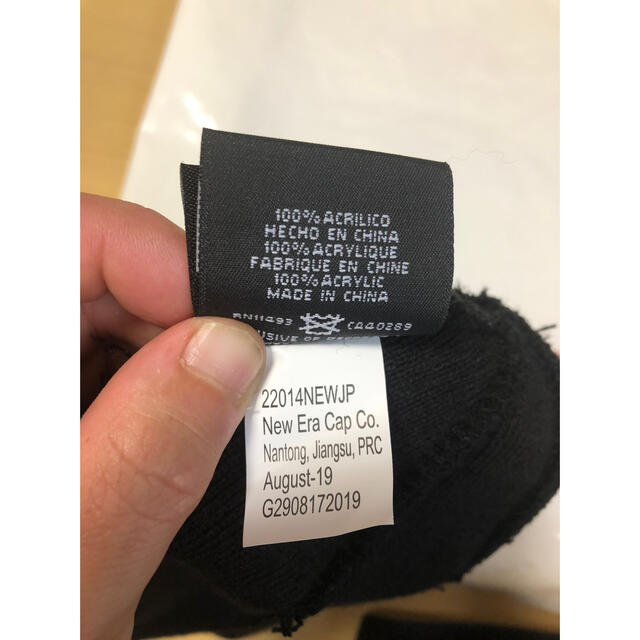 100% ACRILICO
HECHO EN CHINA
100% ACRYLIQUE
FABRIQUE EN CHINE
100% ACRYLIC
MADE IN CHINA
RN11493 CA40289
OF
22014NEWJP
New Era Cap Co.
Nantong, Jiangsu, PRC
August-19
G2908172019